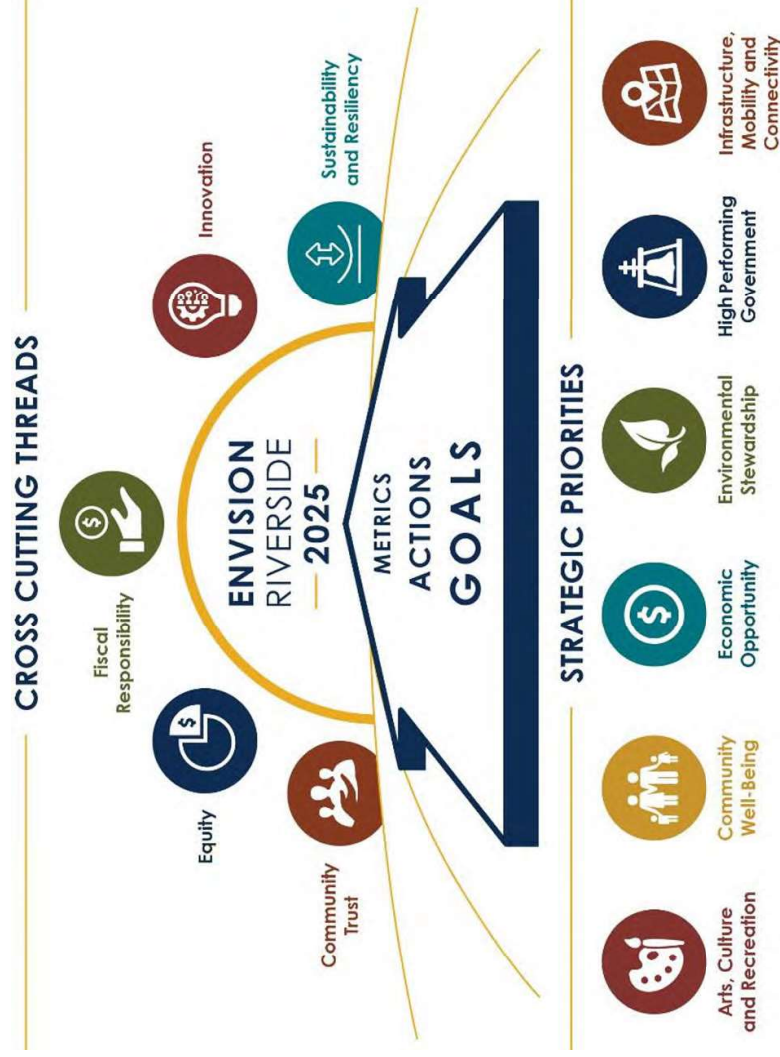 CROSS CUTTING THREADS
Fiscal
Responsibility
Equity
Innovation
Community
Trust
Sustainability
and Resiliency
ENVISION
RIVERSIDE
2025
METRICS
ACTIONS
GOALS
STRATEGIC PRIORITIES
Arts, Culture
and Recreation
Community
Well-Being
Economic
Opportunity
Environmental
Stewardship
High Performing
Government
Infrastructure,
Mobility and
Connectivity